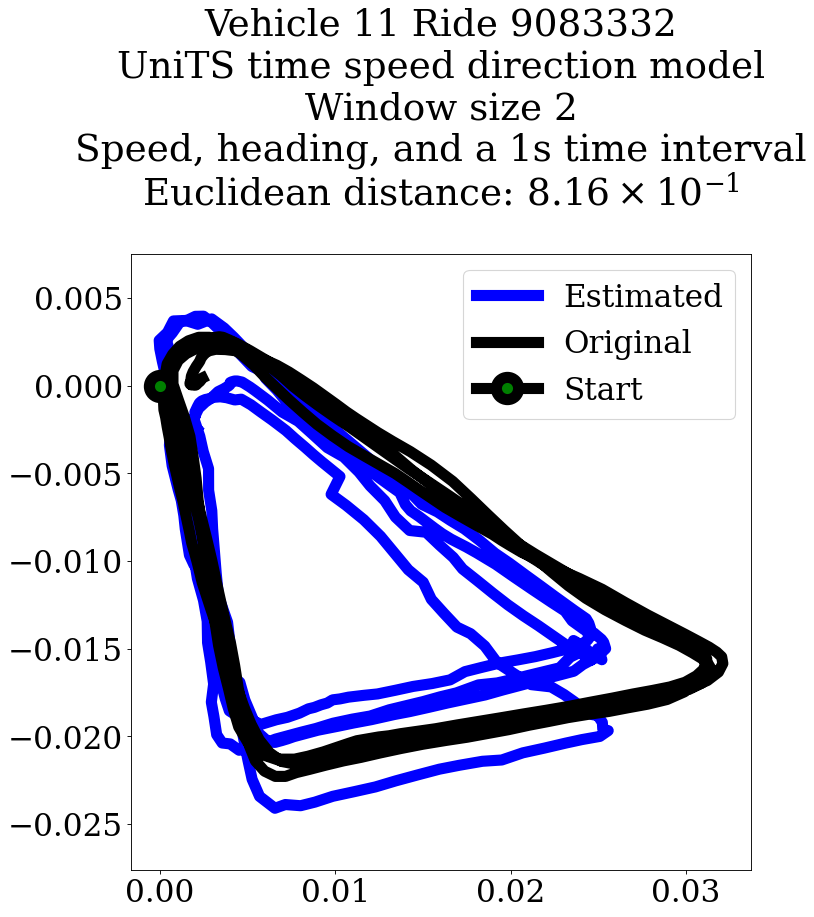 Vehicle 11 Ride 9083332
UniTS time speed direction model
Window size 2
Speed, heading, and a 1s time interval
Euclidean distance: 8.16 × 10⁻¹
Estimated
Original
Start
0.005
0.000
−0.005
−0.010
−0.015
−0.020
−0.025
0.00 0.01 0.02 0.03